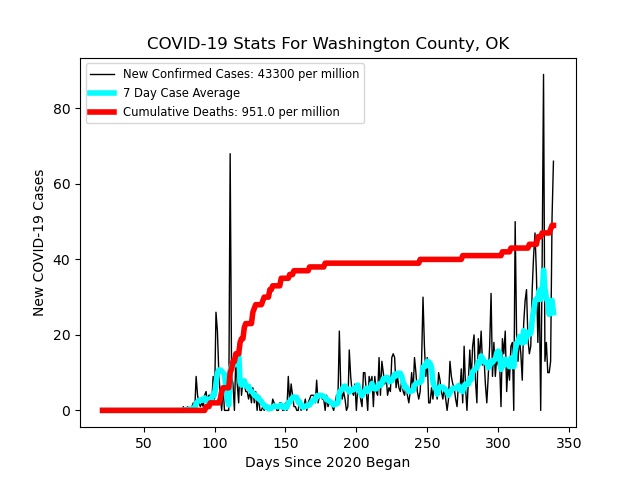 COVID-19 Stats For Washington County, OK
New Confirmed Cases: 43300 per million
7 Day Case Average
Cumulative Deaths: 951.0 per million
New COVID-19 Cases
80
60
40
20
0
50
100
150
200
250
300
350
Days Since 2020 Began